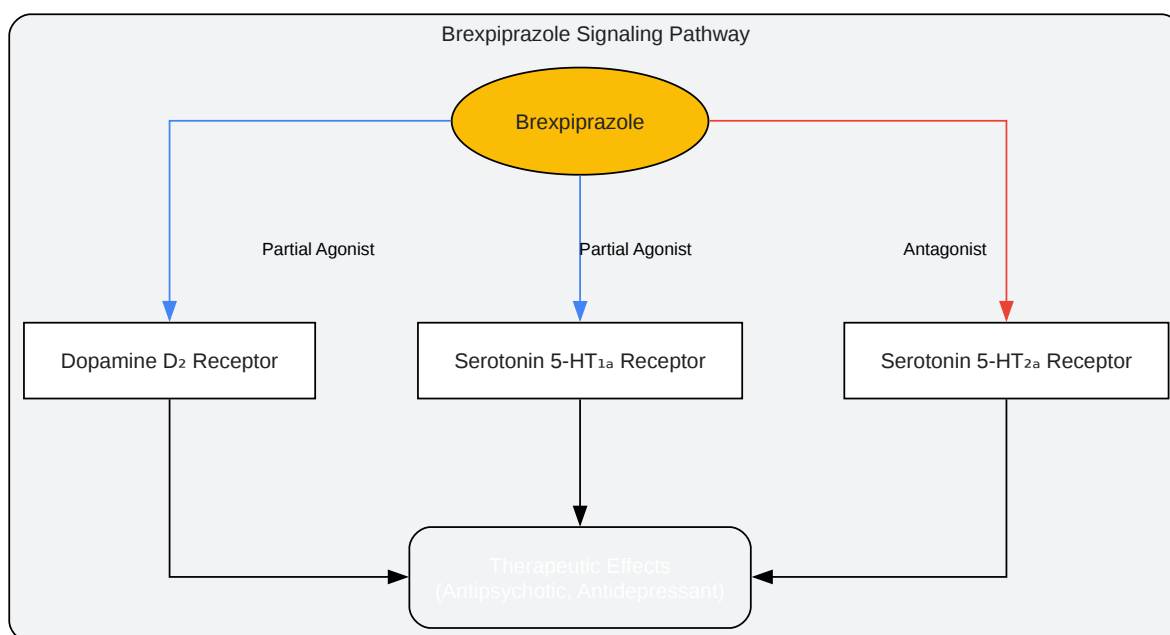 Brexpiprazole Signaling Pathway
Brexpiprazole
Partial Agonist
Partial Agonist
Antagonist
Dopamine D₂ Receptor
Serotonin 5-HT₁ₐ Receptor
Serotonin 5-HT₂ₐ Receptor
Therapeutic Effects
(Antipsychotic, Antidepressant)